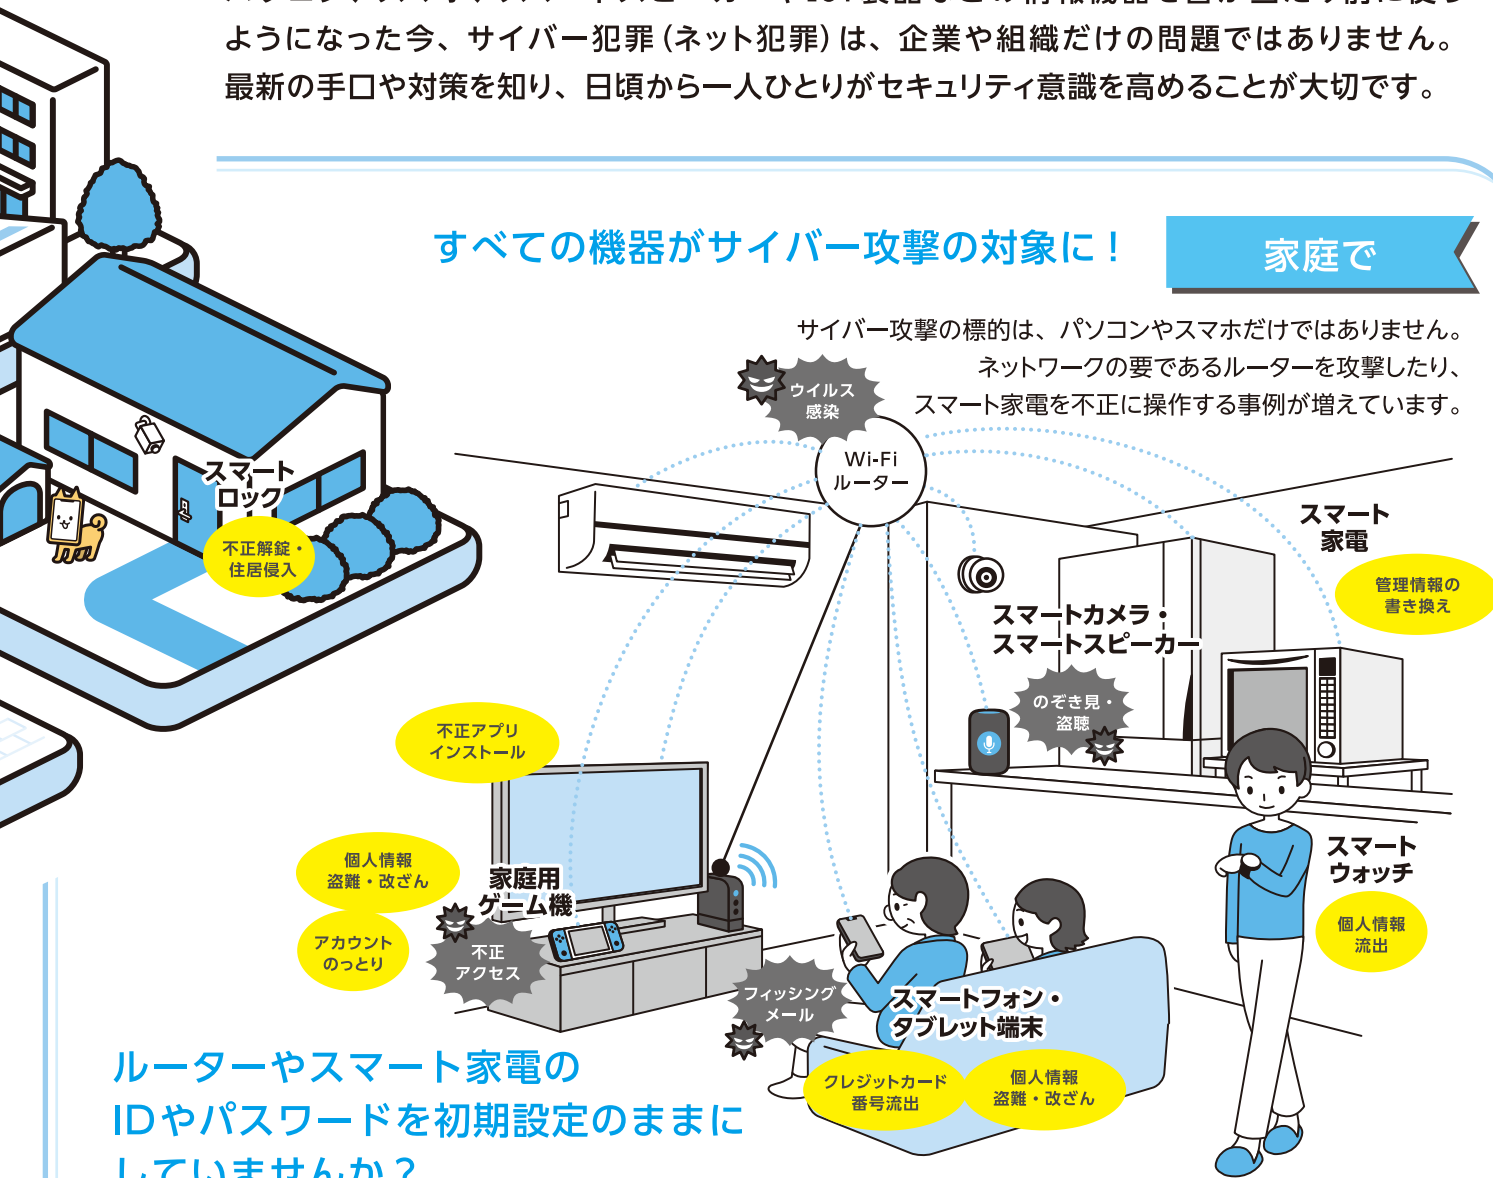 ようになった今、サイバー犯罪(ネット犯罪)は、企業や組織だけの問題ではありません。
最新の手口や対策を知り、日頃から一人ひとりがセキュリティ意識を高めることが大切です。
すべての機器がサイバー攻撃の対象に！
家庭で
サイバー攻撃の標的は、パソコンやスマホだけではありません。
ネットワークの要であるルーターを攻撃したり、
スマート家電を不正に操作する事例が増えています。
ウイルス
感染
Wi-Fi
ルーター
スマート
ロック
不正解錠・
住居侵入
スマート
家電
管理情報の
書き換え
スマートカメラ・
スマートスピーカー
のぞき見・
盗聴
不正アプリ
インストール
個人情報
盗難・改ざん
家庭用
ゲーム機
アカウント
のっとり
不正
アクセス
スマート
ウォッチ
個人情報
流出
フィッシング
メール
スマートフォン・
タブレット端末
クレジットカード
番号流出
個人情報
盗難・改ざん
ルーターやスマート家電の
IDやパスワードを初期設定のままに
していませんか？